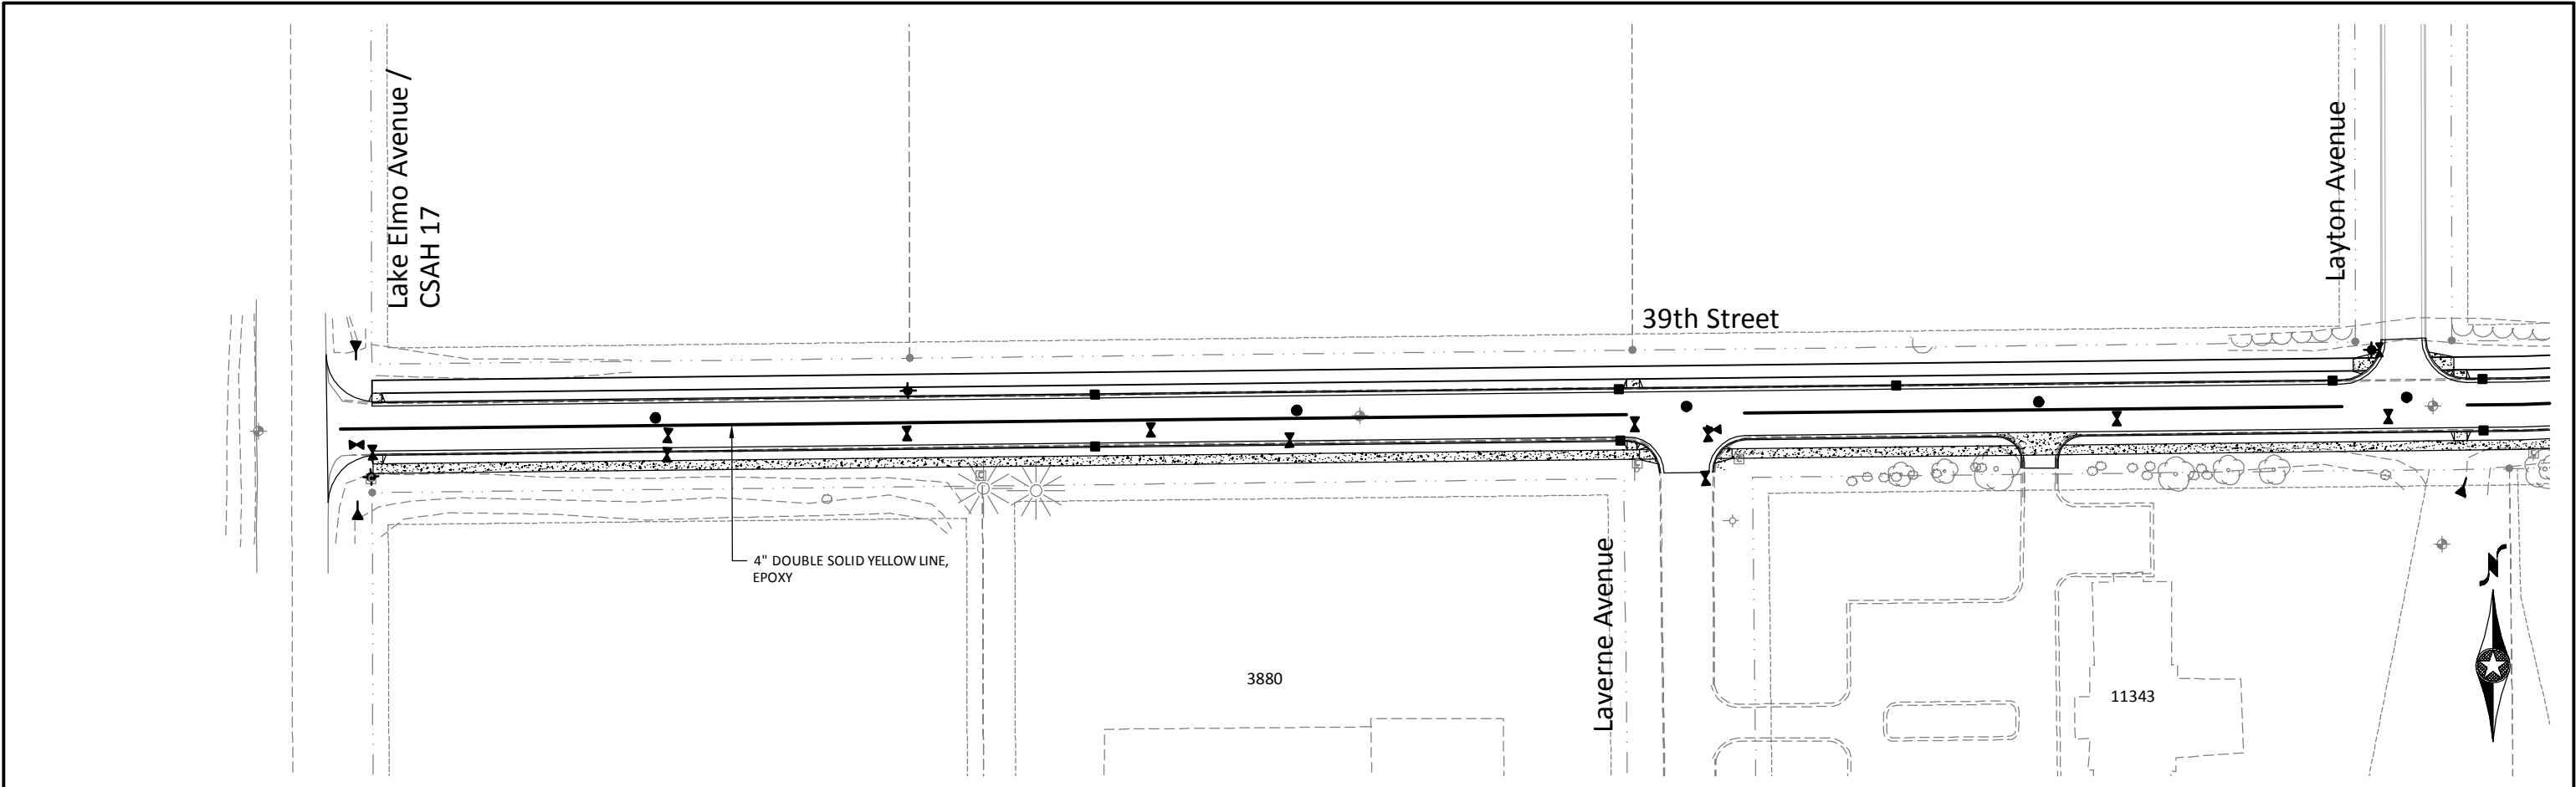 Lake Elmo Avenue /
CSAH 17
39th Street
Layton Avenue
4" DOUBLE SOLID YELLOW LINE,
EPOXY
Laverne Avenue
3880
11343
N